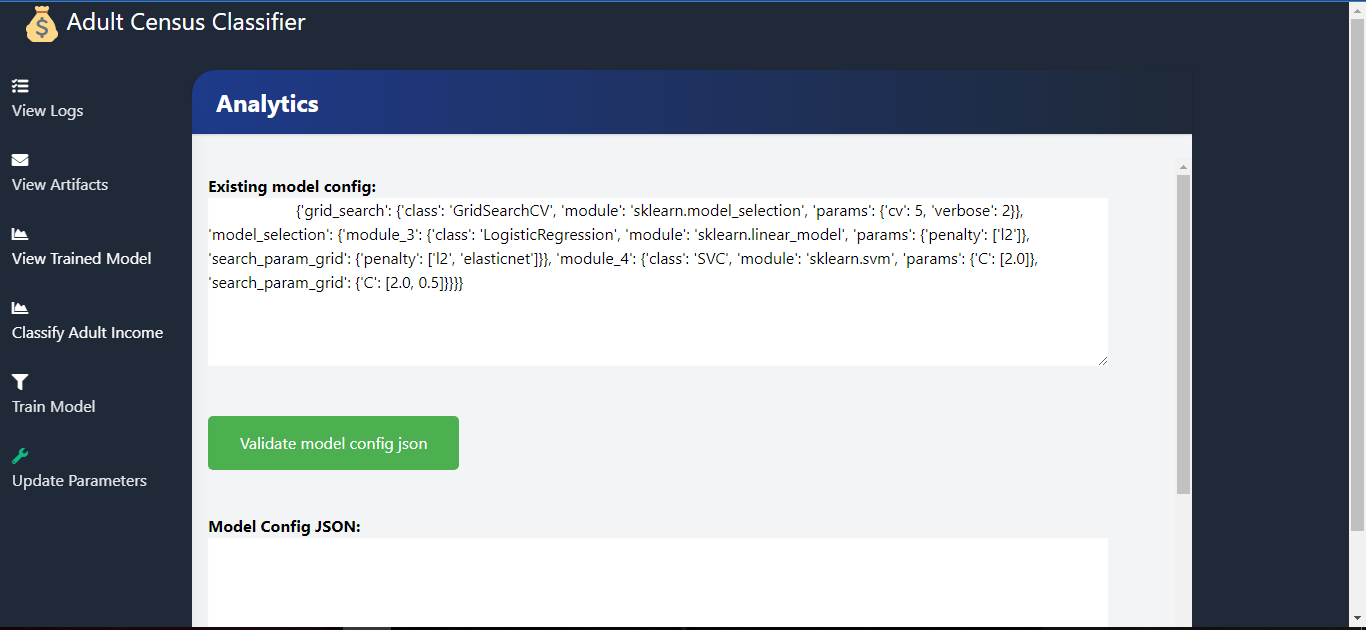 Adult Census Classifier
View Logs
View Artifacts
View Trained Model
Classify Adult Income
Train Model
Update Parameters
Analytics
Existing model config:
{'grid_search': {'class': 'GridSearchCV', 'module': 'sklearn.model_selection', 'params': {'cv': 5, 'verbose': 2}},
'model_selection': {'module_3': {'class': 'LogisticRegression', 'module': 'sklearn.linear_model', 'params': {'penalty': ['l2']},
'search_param_grid': {'penalty': ['l2', 'elasticnet']}}, 'module_4': {'class': 'SVC', 'module': 'sklearn.svm', 'params': {'C': [2.0]},
'search_param_grid': {'C': [2.0, 0.5]}}}}
Validate model config json
Model Config JSON: